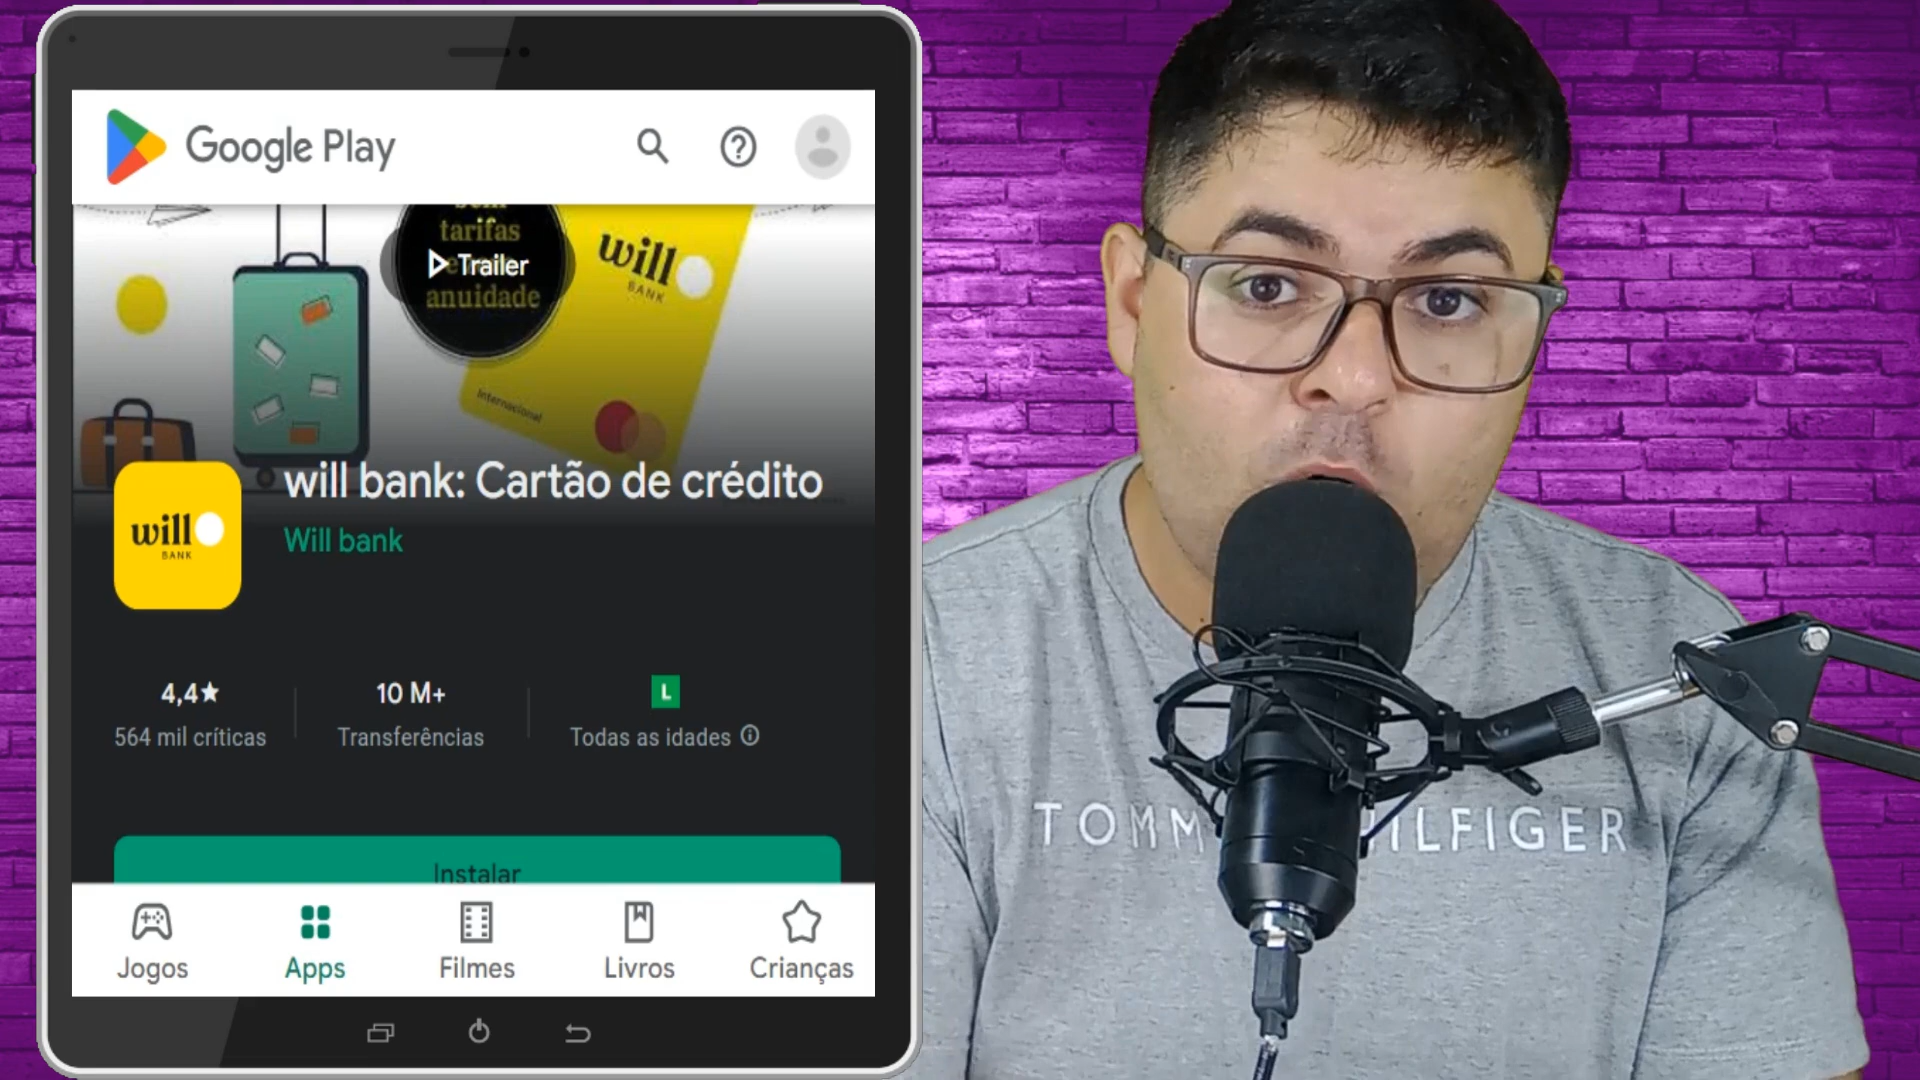 Google Play
tarifas
Trailer
anuidade
will
BANK
Internacional
will bank: Cartão de crédito
Will bank
will
BANK
4,4★
10 M+
L
564 mil críticas
Transferências
Todas as idades
Instalar
Jogos
Apps
Filmes
Livros
Crianças
TOMM
ILFIGER